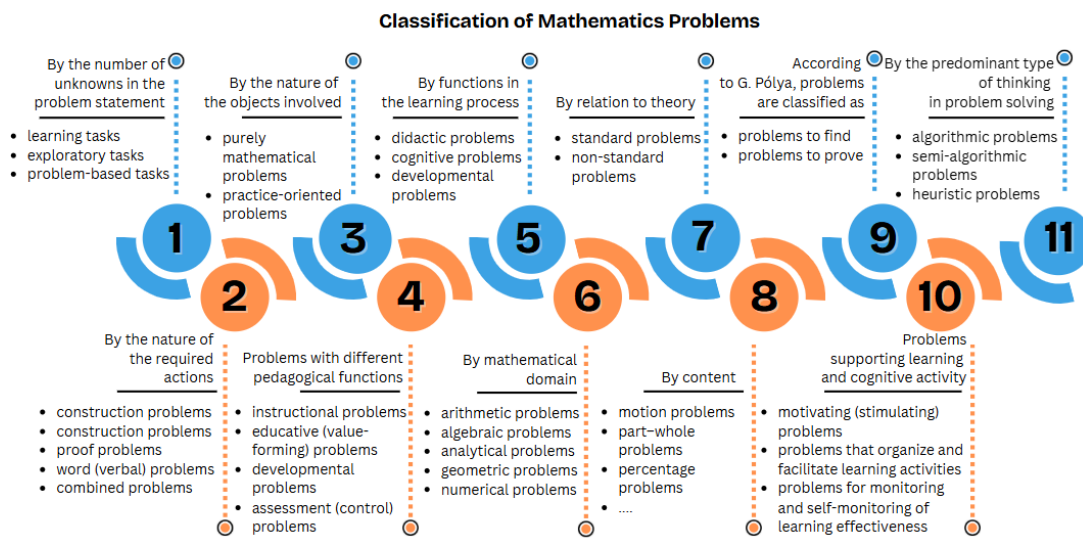 Classification of Mathematics Problems
By the number of
unknowns in the
problem statement
• learning tasks
• exploratory tasks
• problem-based tasks
1
By the nature of
the required
actions
• construction problems
• construction problems
• proof problems
• word (verbal) problems
• combined problems
2
By the nature of
the objects involved
• purely
mathematical
problems
• practice-oriented
problems
3
Problems with different
pedagogical functions
• instructional problems
• educative (value-
forming) problems
• developmental
problems
• assessment (control)
problems
4
By functions in
the learning process
• didactic problems
• cognitive problems
• developmental
problems
5
By mathematical
domain
• arithmetic problems
• algebraic problems
• analytical problems
• geometric problems
• numerical problems
6
By relation to theory
• standard problems
• non-standard
problems
7
By content
• motion problems
• part–whole
problems
• percentage
problems
• ....
8
According
to G. Pólya, problems
are classified as
• problems to find
• problems to prove
9
Problems
supporting learning
and cognitive activity
• motivating (stimulating)
problems
• problems that organize and
facilitate learning activities
• problems for monitoring
and self-monitoring of
learning effectiveness
10
By the predominant type
of thinking
in problem solving
• algorithmic problems
• semi-algorithmic
problems
• heuristic problems
11